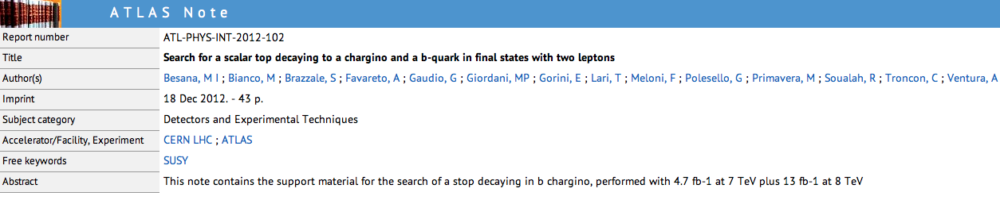 ATLAS Note
Report number ATL-PHYS-INT-2012-102
Title Search for a scalar top decaying to a chargino and a b-quark in final states with two leptons
Author(s) Besana, M I ; Bianco, M ; Brazzale, S ; Favareto, A ; Gaudio, G ; Giordani, MP ; Gorini, E ; Lari, T ; Meloni, F ; Polesello, G ; Primavera, M ; Soualah, R ; Troncon, C ; Ventura, A
Imprint 18 Dec 2012. - 43 p.
Subject category Detectors and Experimental Techniques
Accelerator/Facility, Experiment CERN LHC ; ATLAS
Free keywords SUSY
Abstract This note contains the support material for the search of a stop decaying in b chargino, performed with 4.7 fb-1 at 7 TeV plus 13 fb-1 at 8 TeV